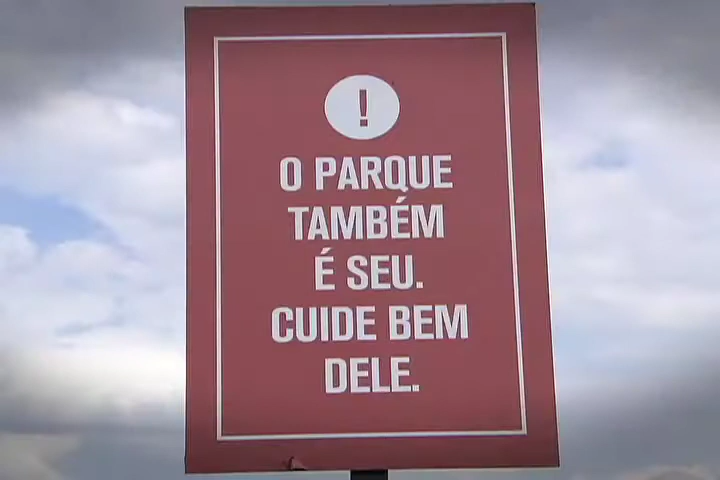 !
O PARQUE
TAMBÉM
É SEU.
CUIDE BEM
DELE.